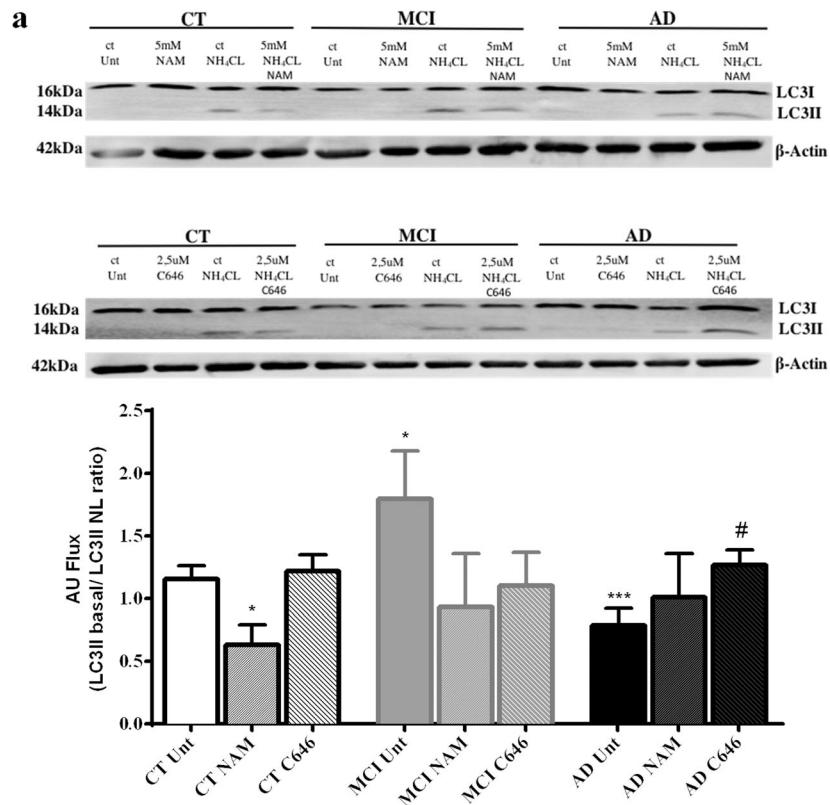 a
CT MCI AD
ct 5mM ct 5mM ct 5mM ct 5mM ct 5mM ct 5mM
Unt NAM NH₄CL NH₄CL Unt NAM NH₄CL NH₄CL Unt NAM NH₄CL NH₄CL
NAM NAM NAM
16kDa LC3I
14kDa LC3II
42kDa β-Actin
CT MCI AD
ct 2,5uM ct 2,5uM ct 2,5uM ct 2,5uM ct 2,5uM ct 2,5uM
Unt C646 NH₄CL NH₄CL Unt C646 NH₄CL NH₄CL Unt C646 NH₄CL NH₄CL
C646 C646 C646
16kDa LC3I
14kDa LC3II
42kDa β-Actin
AU Flux
(LC3II basal/ LC3II NL ratio)
2.5
2.0
1.5
1.0
0.5
0.0
* * *** #
CT Unt
CT NAM
CT C646
MCI Unt
MCI NAM
MCI C646
AD Unt
AD NAM
AD C646